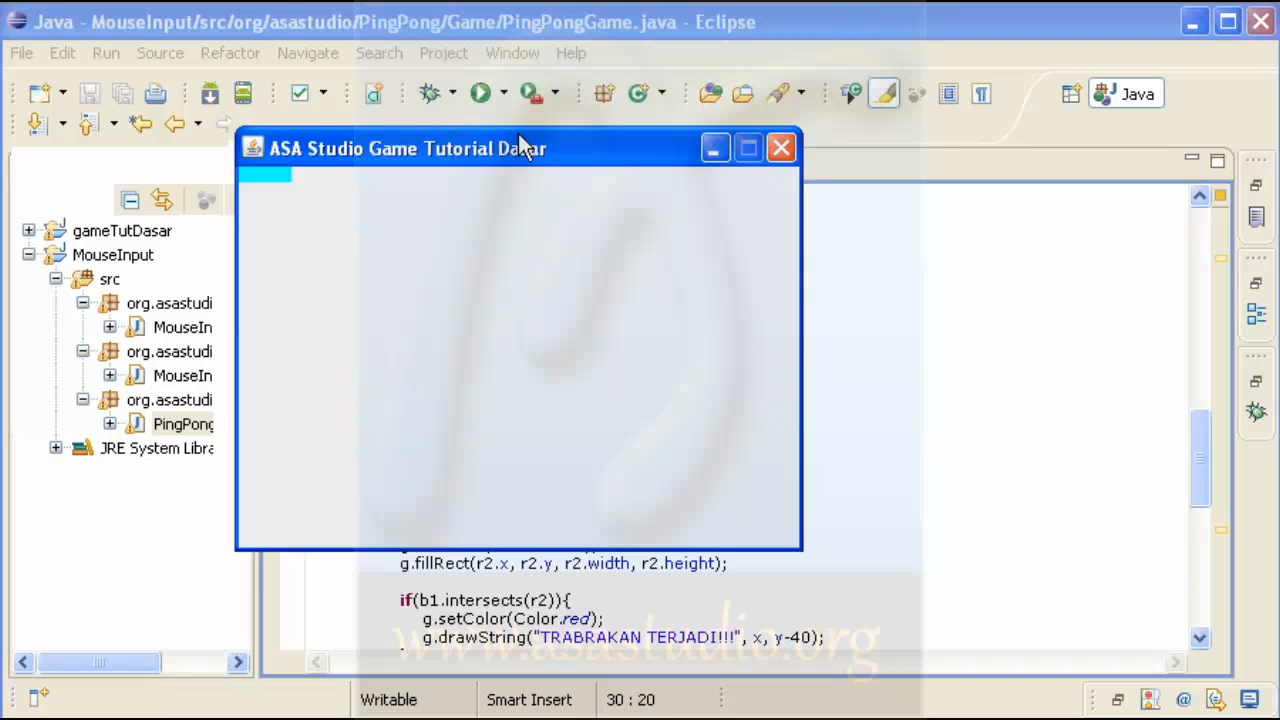 Java - MouseInput/src/org/asastudio/PingPong/Game/PingPongGame.java - Eclipse
File Edit Run Source Refactor Navigate Search Project Window Help
Java
ASA Studio Game Tutorial Dasar
gameTutDasar
MouseInput
src
org.asastudi
MouseIn
org.asastudi
MouseIn
org.asastudi
PingPong
JRE System Libra
g.fillRect(r2.x, r2.y, r2.width, r2.height);
if(b1.intersects(r2)){
g.setColor(Color.red);
g.drawString("TRABRAKAN TERJADI!!!", x, y-40);
www.asastudio.org
Writable Smart Insert 30 : 20